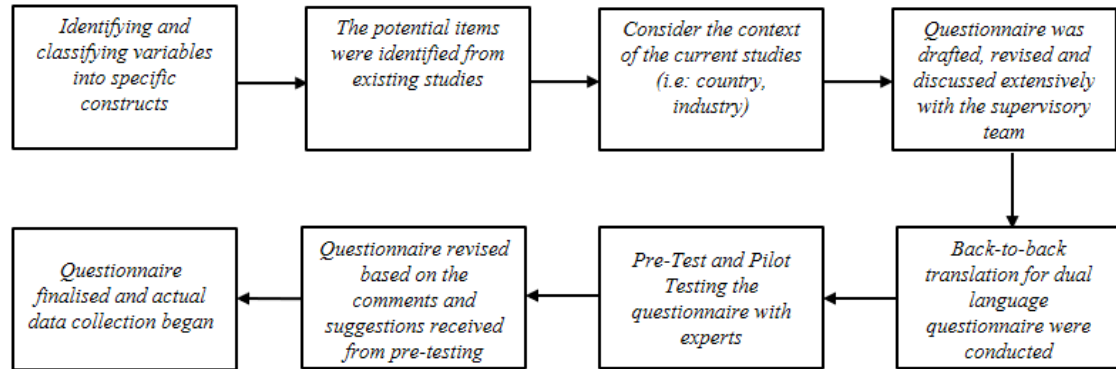 Identifying and
classifying variables
into specific
constructs
The potential items
were identified from
existing studies
Consider the context
of the current studies
(i.e: country,
industry)
Questionnaire was
drafted, revised and
discussed extensively
with the supervisory
team
Back-to-back
translation for dual
language
questionnaire were
conducted
Pre-Test and Pilot
Testing the
questionnaire with
experts
Questionnaire revised
based on the
comments and
suggestions received
from pre-testing
Questionnaire
finalised and actual
data collection began